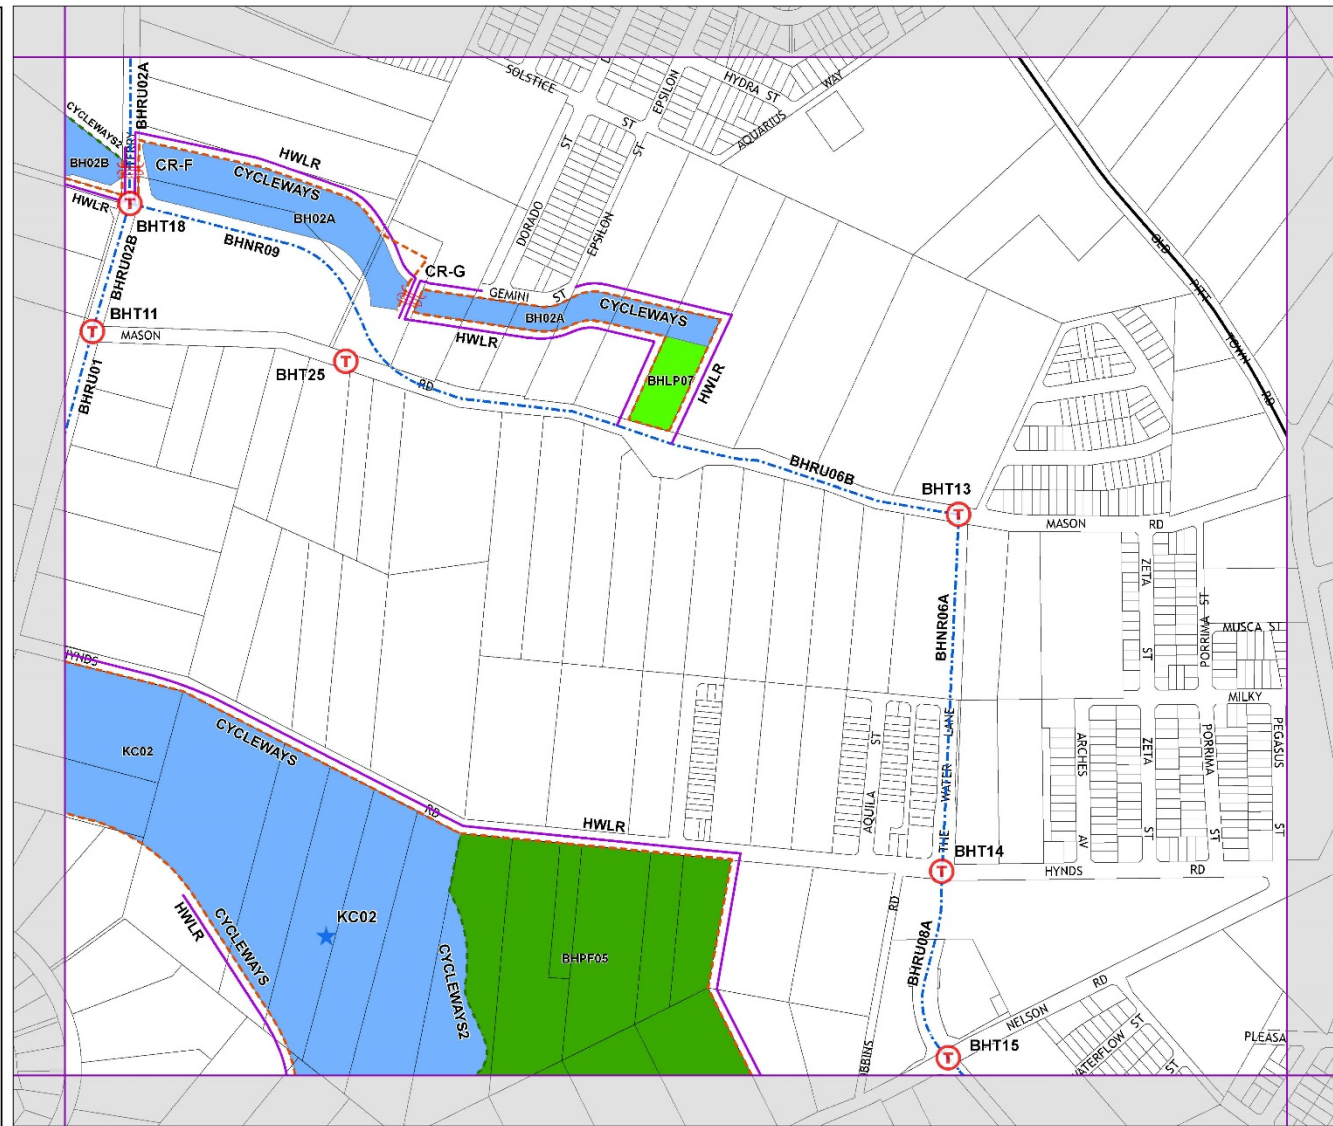 SOLSTICE
ST
EPSILON
ST
HYDRA ST
AQUARIUS WAY
ST
BHRU02A
CYCLEWAYS2
BH02B
CR-F
HWLR
CYCLEWAYS
BH02A
HWLR
BHT18
BHNR09
BHRU02B
DORADO
EPSILON
CR-G
GEMINI ST
BH02A
CYCLEWAYS
HWLR
HWLR
BHLP07
OLD PITT TOWN RD
BHT11
MASON
BHT25
RD
BHRU01
BHRU06B
BHT13
MASON RD
ZETA ST
PORRIMA ST
MUSCA ST
BHNR06A
MILKY
HYNDS
CYCLEWAYS
KC02
RD
HWLR
AQUILA ST
THE WATER LANE
ARCHES AV
ZETA ST
PORRIMA ST
PEGASUS ST
BHT14
HYNDS RD
KC02
HWLR
CYCLEWAYS
CYCLEWAYS2
BHPF05
RD
BHRU08A
NELSON RD
BBINS
BHT15
WATERFLOW ST
ST
PLEASA
T
T
T
T
T
T